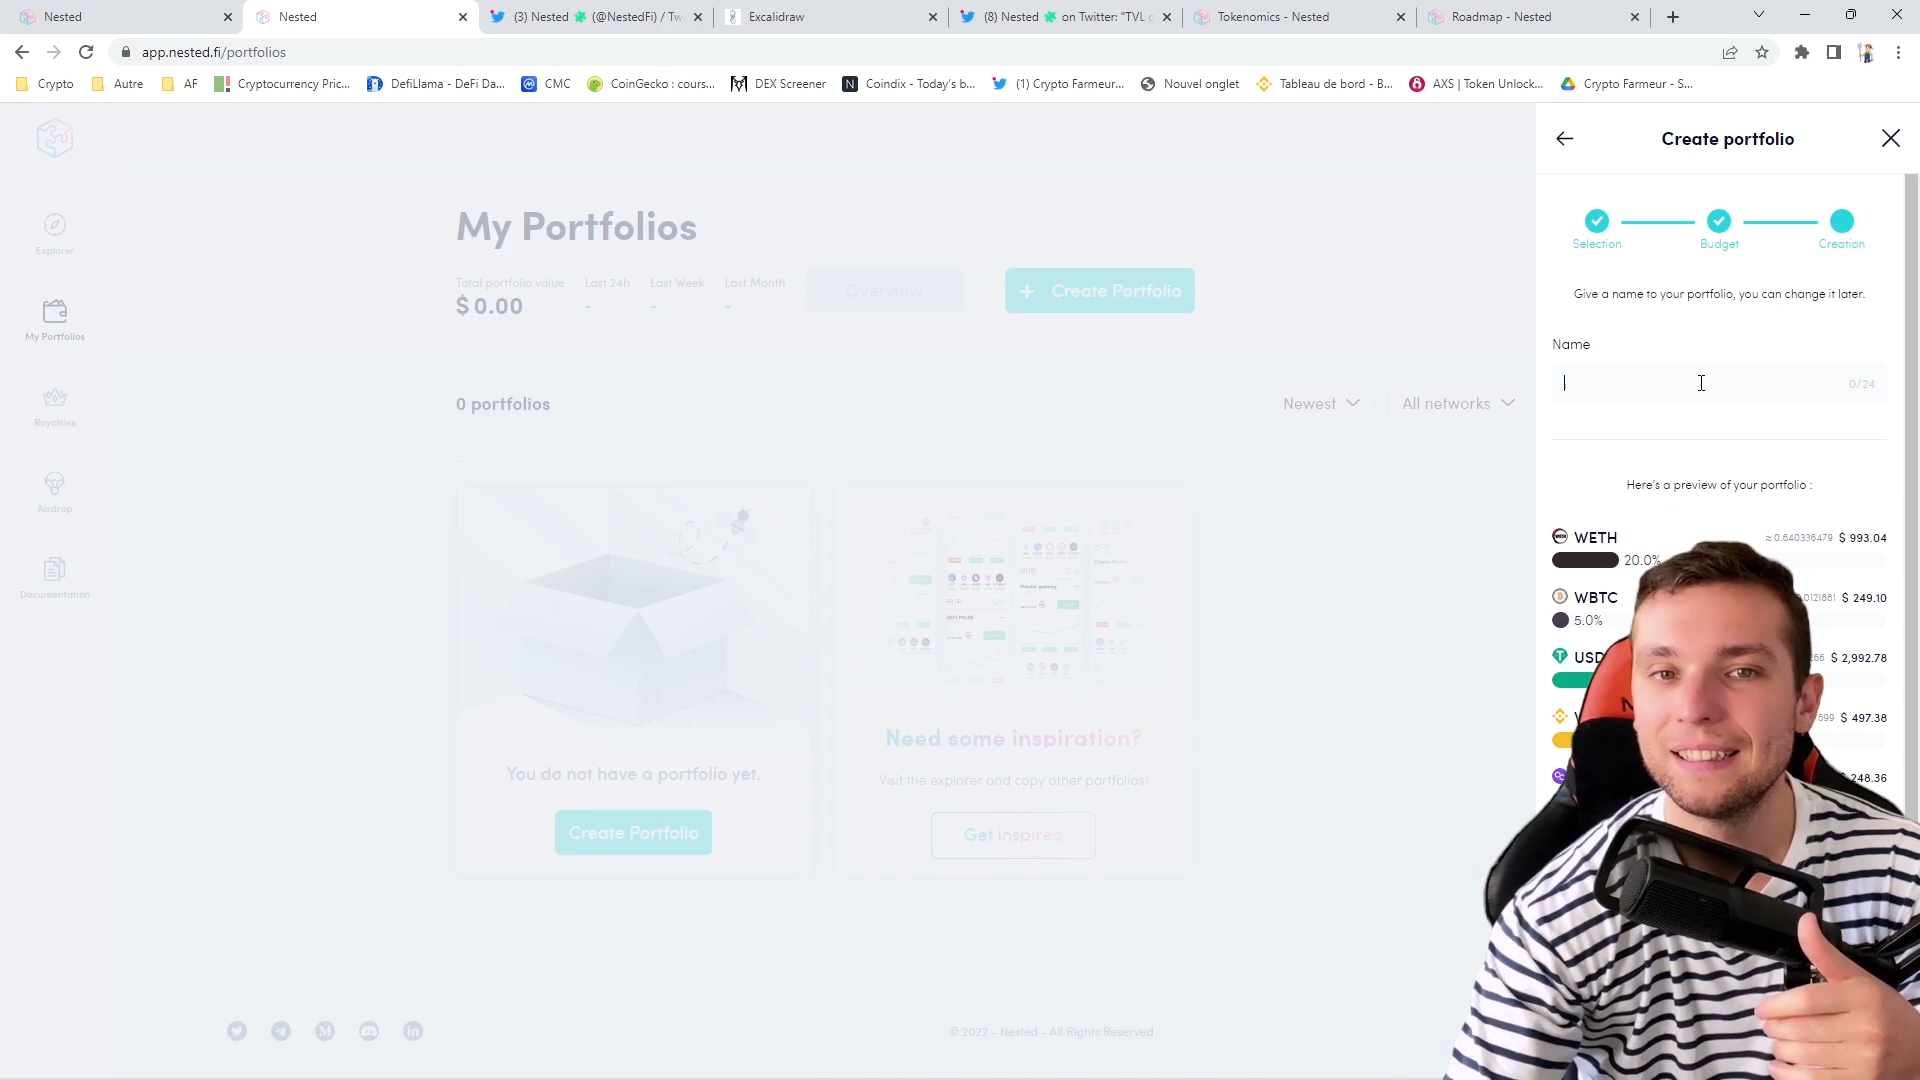 Nested
Nested
(3) Nested (@NestedFi) / Tw
Excalidraw
(8) Nested on Twitter: "TVL
Tokenomics - Nested
Roadmap - Nested
app.nested.fi/portfolios
Crypto
Autre
AF
Cryptocurrency Pric...
DefiLlama - DeFi Da...
CMC
CoinGecko : cours...
DEX Screener
Coindix - Today's b...
(1) Crypto Farmeur...
Nouvel onglet
Tableau de bord - B...
AXS | Token Unlock...
Crypto Farmeur - S...
Explorer
My Portfolios
Royalties
Airdrop
Documentation
My Portfolios
Total portfolio value
Last 24h
Last Week
Last Month
$ 0.00
-
-
-
Overview
+ Create Portfolio
0 portfolios
Newest
All networks
You do not have a portfolio yet.
Create Portfolio
Need some inspiration?
Visit the explorer and copy other portfolios!
Get inspired
© 2022 - Nested - All Rights Reserved
Create portfolio
Selection
Budget
Creation
Give a name to your portfolio, you can change it later.
Name
0/24
Here's a preview of your portfolio :
WETH
≈ 0.640336479 $ 993.04
20.0%
WBTC
$ 249.10
5.0%
USD
266 $ 2,992.78
599 $ 497.38
248.36